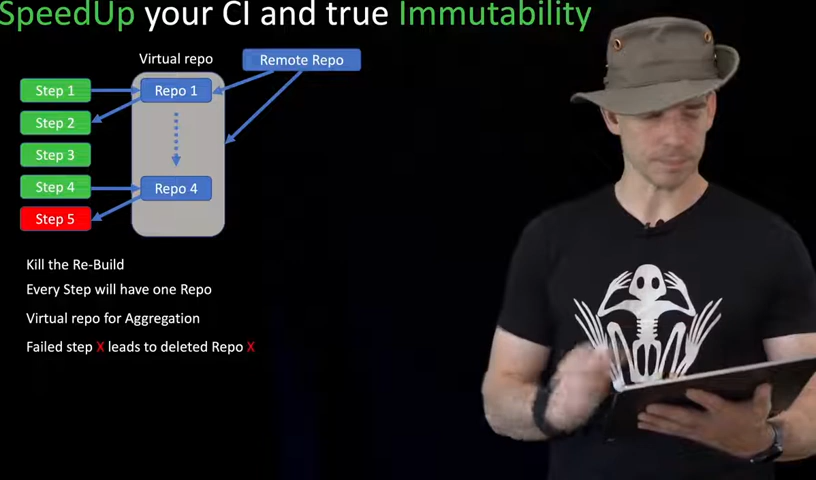 SpeedUp your CI and true Immutability
Virtual repo
Remote Repo
Step 1
Repo 1
Step 2
Step 3
Step 4
Repo 4
Step 5
Kill the Re-Build
Every Step will have one Repo
Virtual repo for Aggregation
Failed step X leads to deleted Repo X